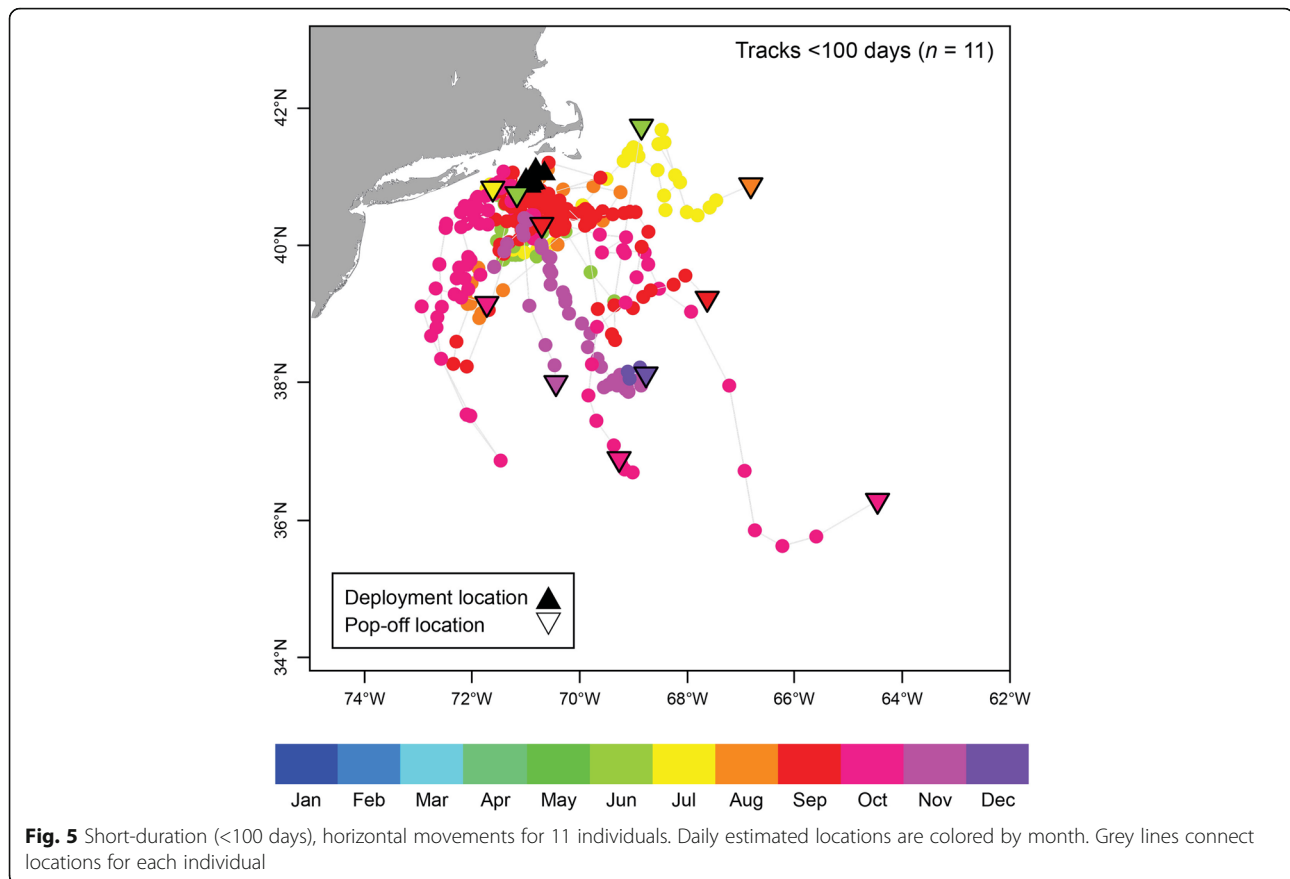 Tracks <100 days (n = 11)
42°N
40°N
38°N
36°N
34°N
Deployment location
Pop-off location
74°W 72°W 70°W 68°W 66°W 64°W 62°W
Jan Feb Mar Apr May Jun Jul Aug Sep Oct Nov Dec
Fig. 5 Short-duration (<100 days), horizontal movements for 11 individuals. Daily estimated locations are colored by month. Grey lines connect
locations for each individual